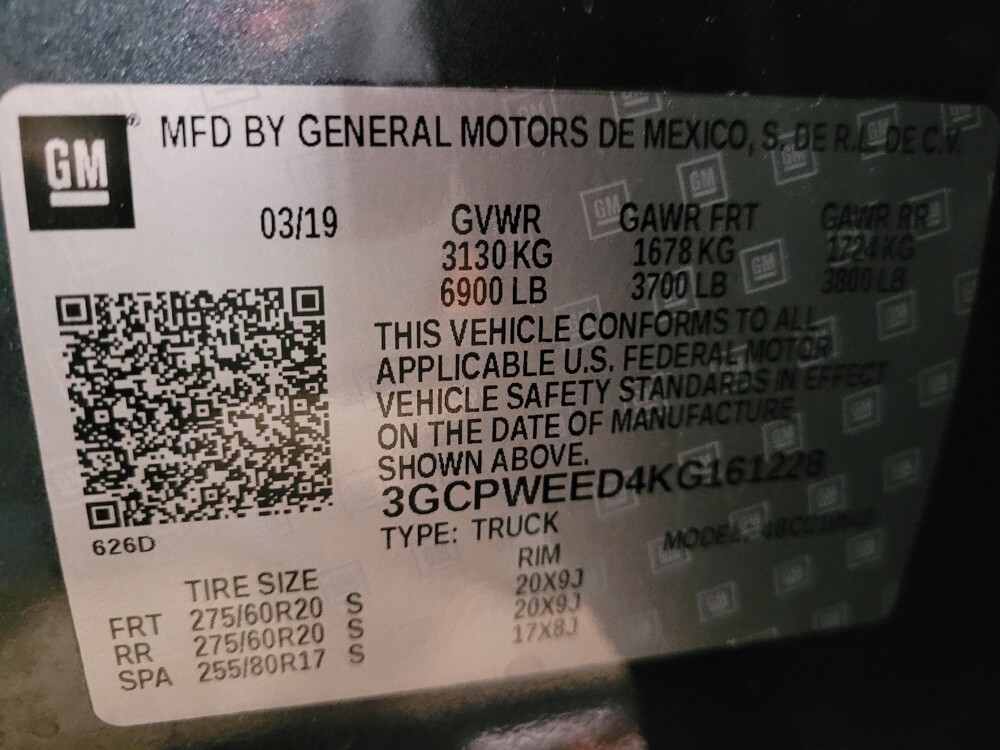 GM® MFD BY GENERAL MOTORS DE MEXICO, S. DE R.L. DE C.V.
03/19 GVWR GAWR FRT GAWR RR
3130 KG 1678 KG 1724 KG
6900 LB 3700 LB 3800 LB
THIS VEHICLE CONFORMS TO ALL
APPLICABLE U.S. FEDERAL MOTOR
VEHICLE SAFETY STANDARDS IN EFFECT
ON THE DATE OF MANUFACTURE
SHOWN ABOVE.
3GCPWEED4KG161228
626D
TYPE: TRUCK MODEL:
TIRE SIZE RIM
FRT 275/60R20 S 20X9J
RR 275/60R20 S 20X9J
SPA 255/80R17 S 17X8J